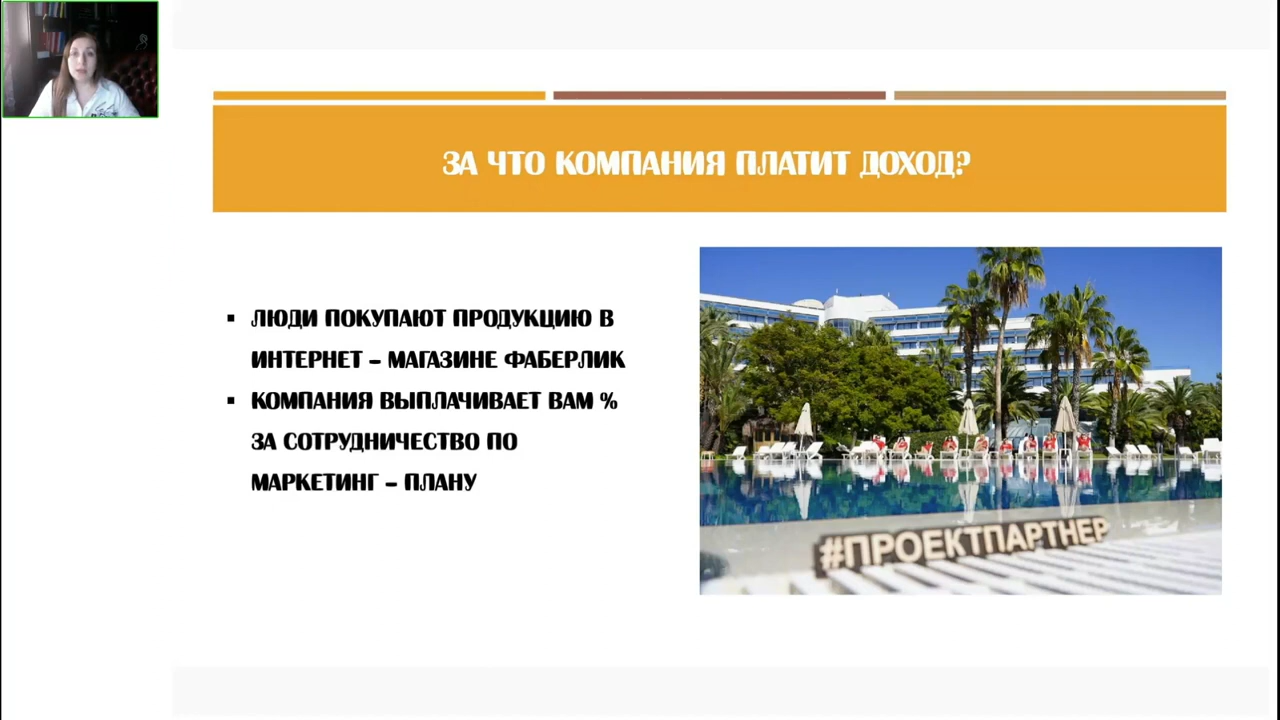 ЗА ЧТО КОМПАНИЯ ПЛАТИТ ДОХОД?
▪ ЛЮДИ ПОКУПАЮТ ПРОДУКЦИЮ В
ИНТЕРНЕТ – МАГАЗИНЕ ФАБЕРЛИК
▪ КОМПАНИЯ ВЫПЛАЧИВАЕТ ВАМ %
ЗА СОТРУДНИЧЕСТВО ПО
МАРКЕТИНГ – ПЛАНУ
#ПРОЕКТПАРТНЕР